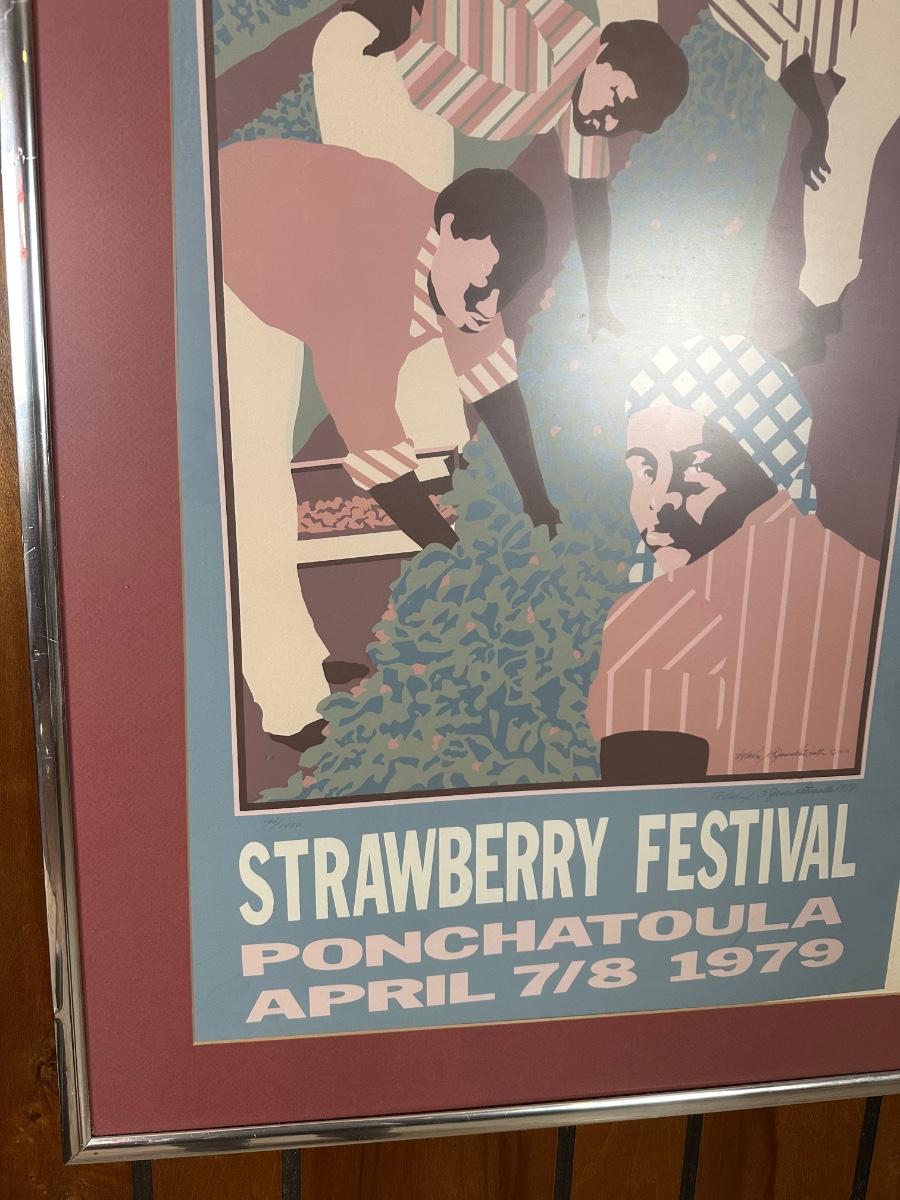 STRAWBERRY FESTIVAL
PONCHATOULA
APRIL 7/8 1979